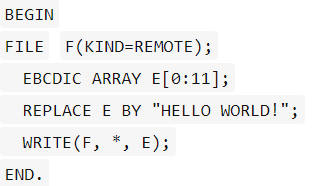 BEGIN
FILE F(KIND=REMOTE);
EBCDIC ARRAY E[0:11];
REPLACE E BY "HELLO WORLD!";
WRITE(F, *, E);
END.